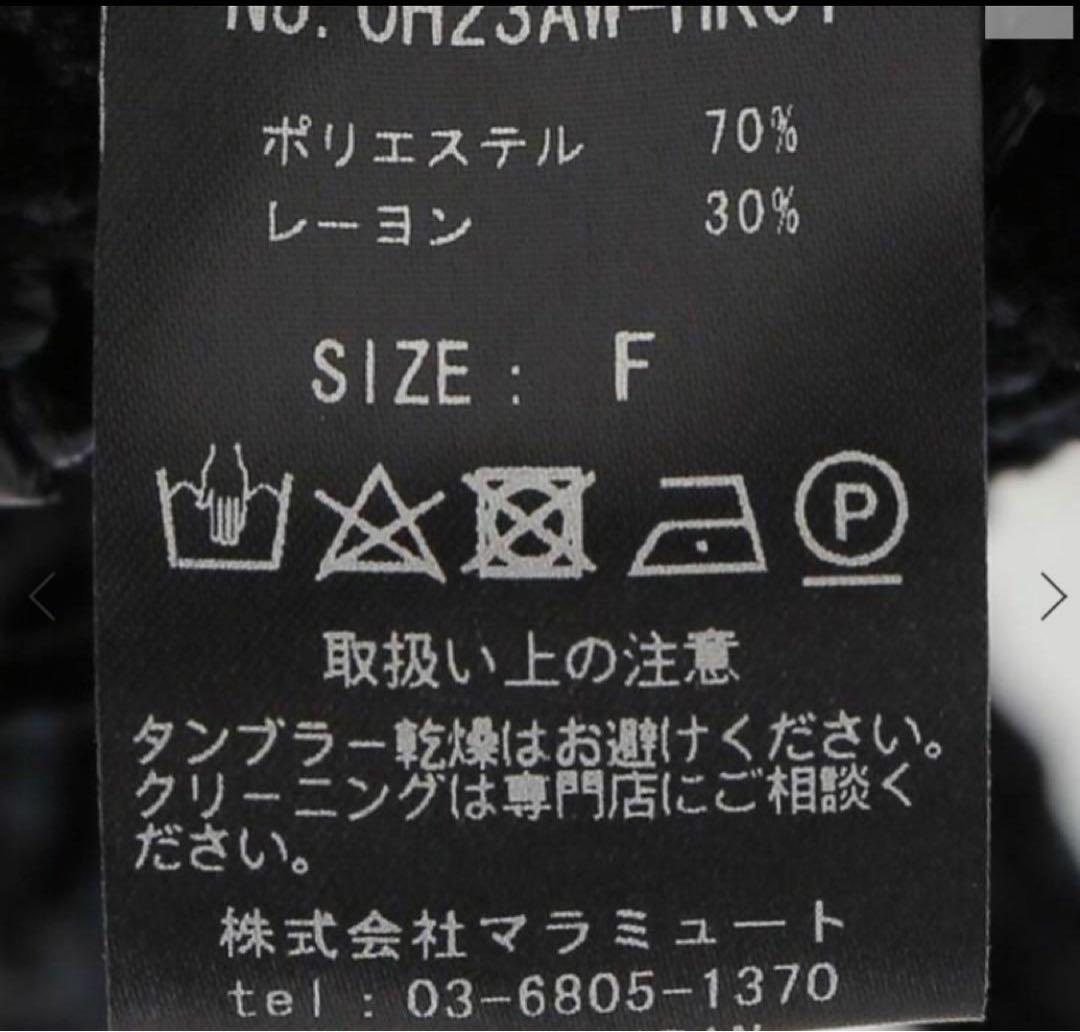 ポリエステル 70%
レーヨン 30%
SIZE : F
P
取扱い上の注意
タンブラー乾燥はお避けください。
クリーニングは専門店にご相談く
ださい。
株式会社マラミュート
tel : 03-6805-1370